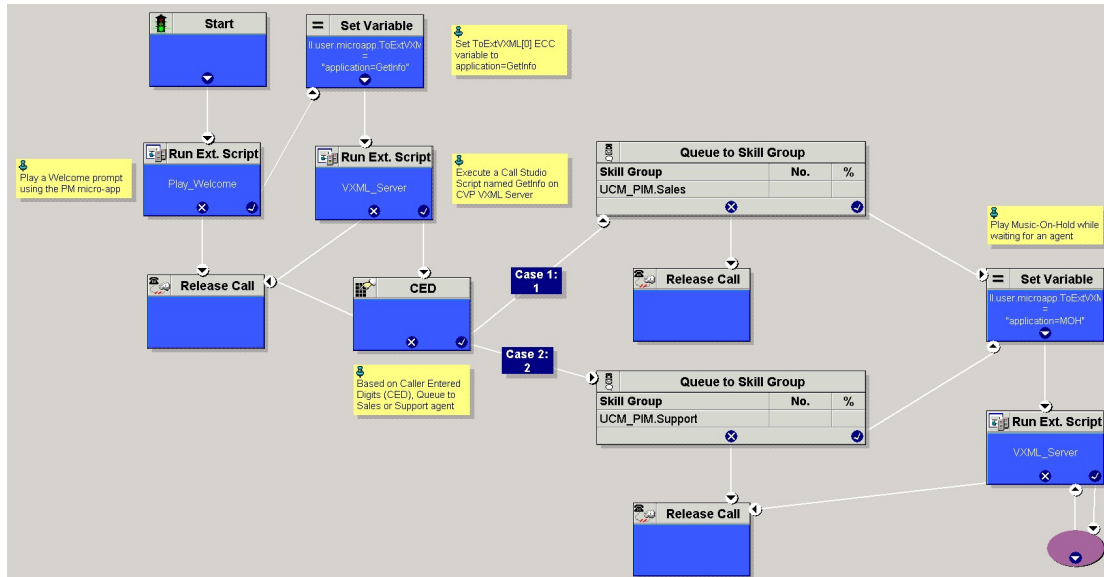 Start
Set Variable
ll.user.microapp.ToExtVXM
=
"application=GetInfo"
Set ToExtVXML[0] ECC
variable to
application=GetInfo
Play a Welcome prompt
using the PM micro-app
Run Ext. Script
Play_Welcome
Run Ext. Script
VXML_Server
Execute a Call Studio
Script named GetInfo on
CVP VXML Server
Queue to Skill Group
Skill Group No. %
UCM_PIM.Sales
Play Music-On-Hold while
waiting for an agent
Release Call
CED
Case 1:
1
Release Call
Set Variable
ll.user.microapp.ToExtVXM
=
"application=MOH"
Case 2:
2
Based on Caller Entered
Digits (CED), Queue to
Sales or Support agent
Queue to Skill Group
Skill Group No. %
UCM_PIM.Support
Run Ext. Script
VXML_Server
Release Call